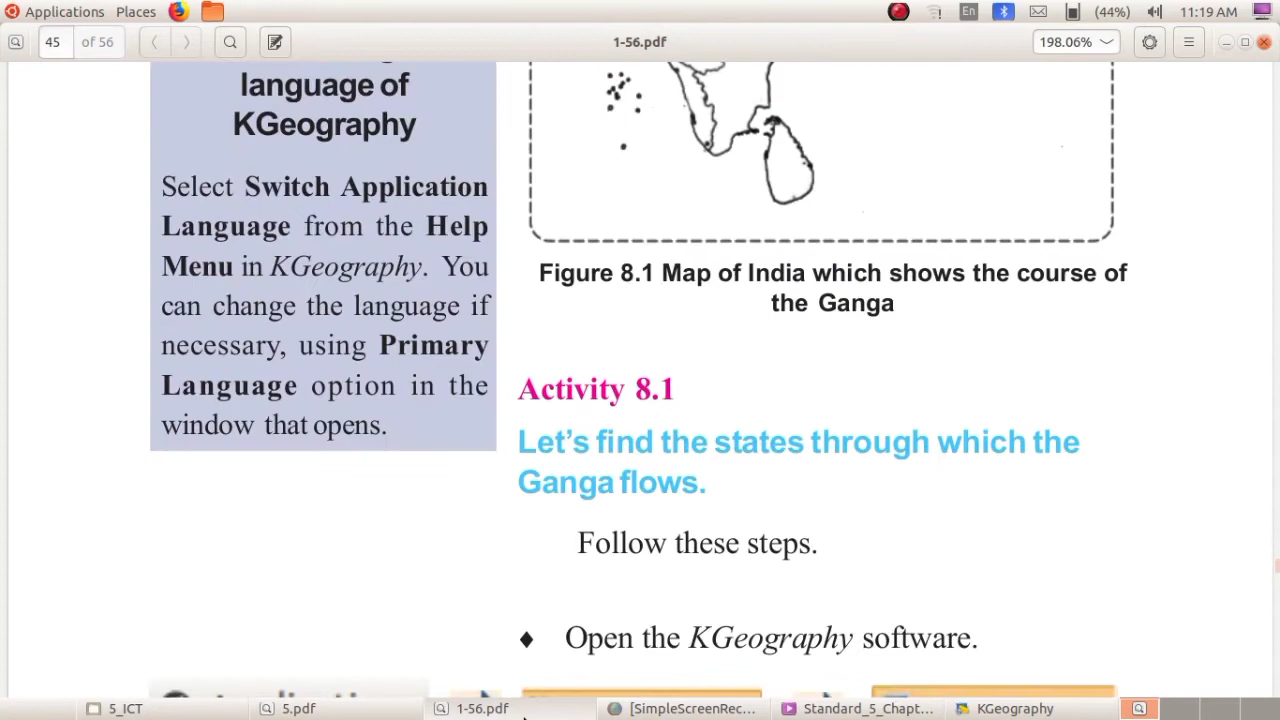 Applications Places En (44%) 11:19 AM
45 of 56 1-56.pdf 198.06%
language of
KGeography
Select Switch Application
Language from the Help
Menu in KGeography. You
can change the language if
necessary, using Primary
Language option in the
window that opens.
Figure 8.1 Map of India which shows the course of
the Ganga
Activity 8.1
Let's find the states through which the
Ganga flows.
Follow these steps.
♦ Open the KGeography software.
5_ICT 5.pdf 1-56.pdf [SimpleScreenRec... Standard_5_Chapt... KGeography